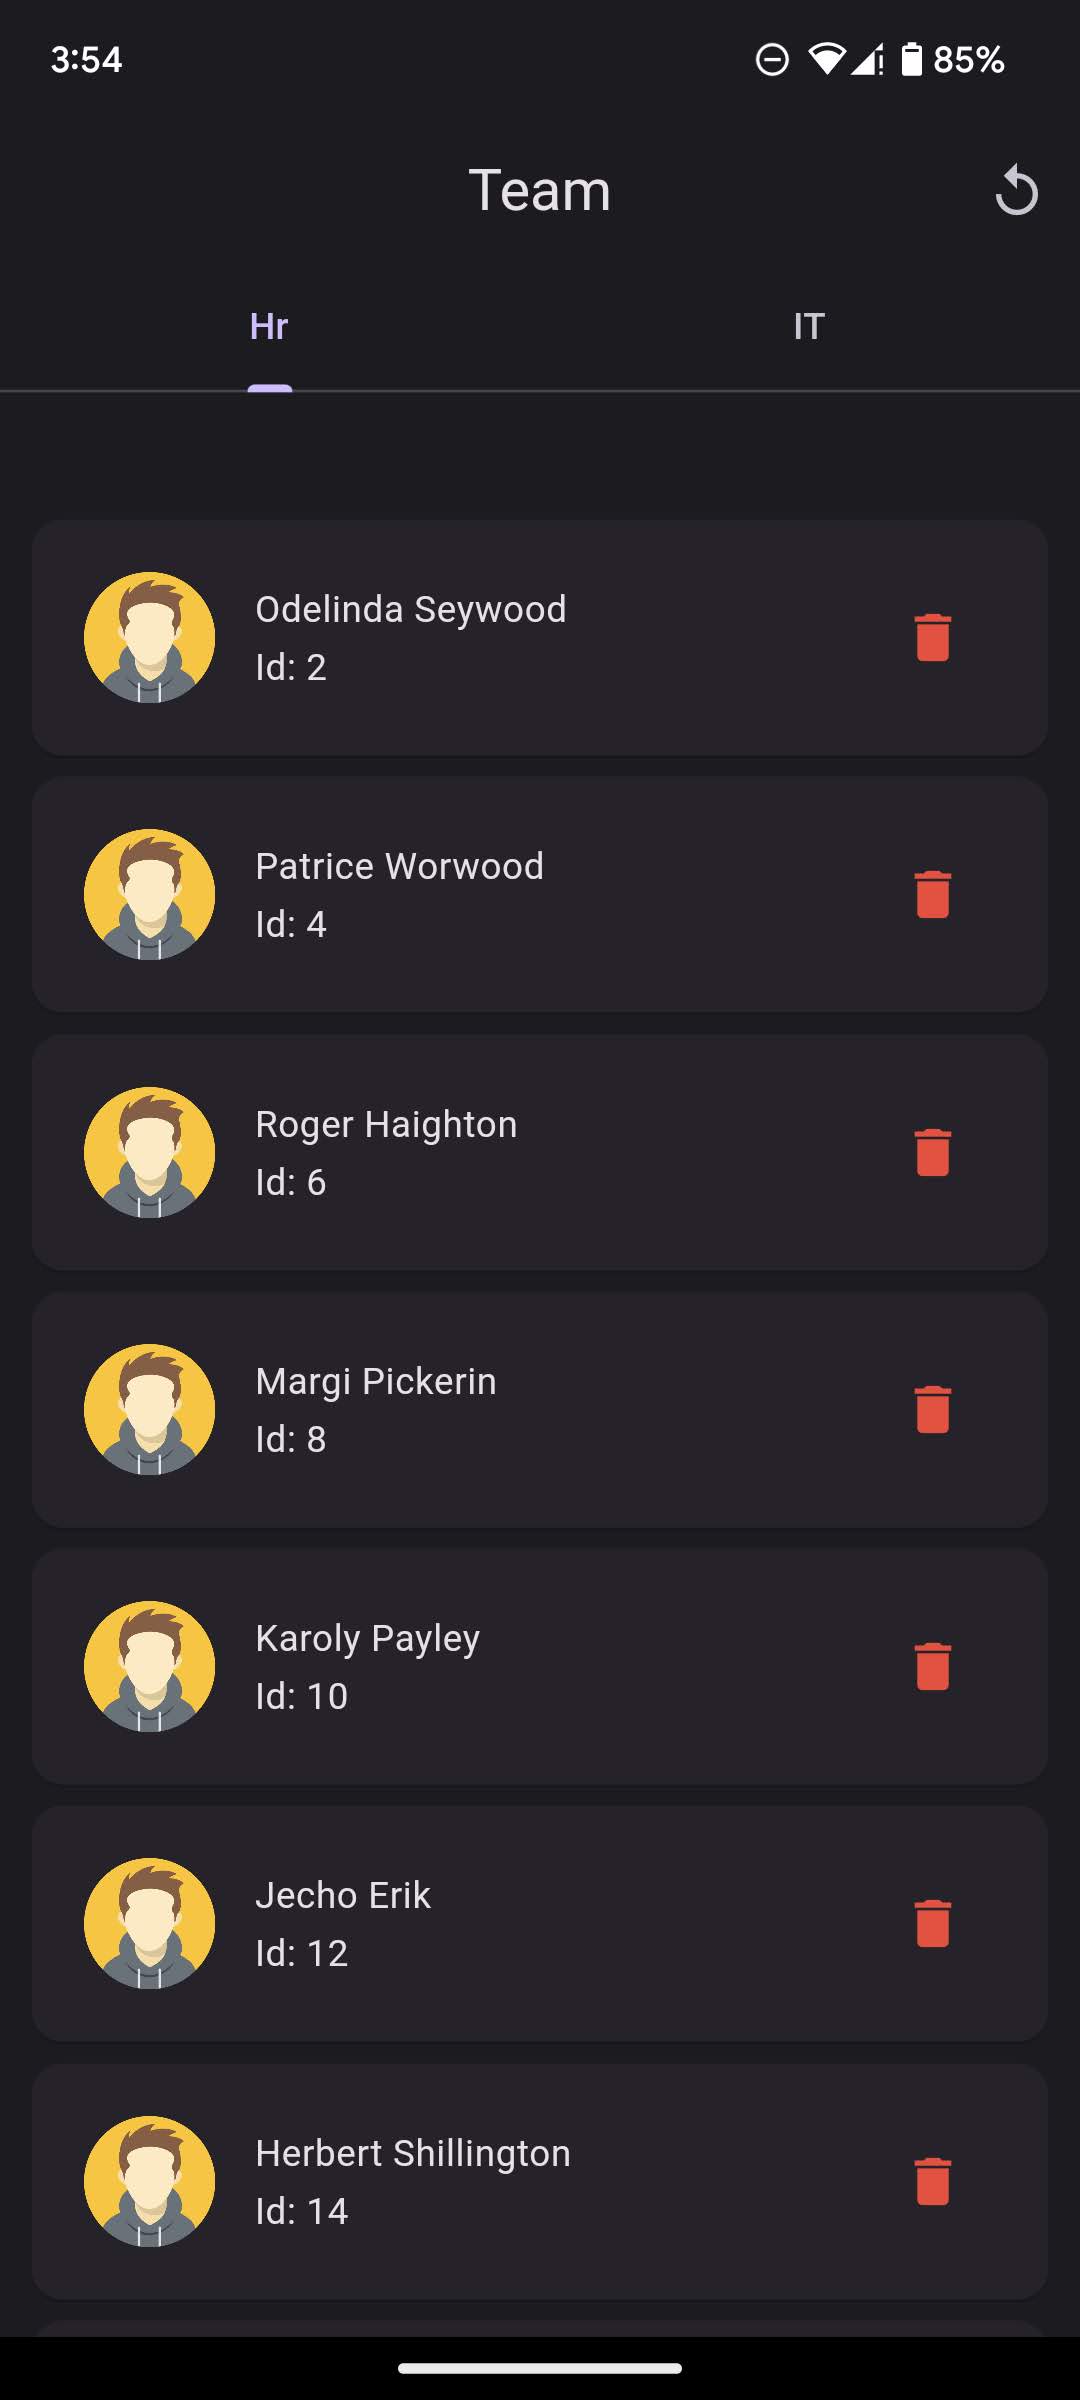 3:54
85%
Team
Hr
IT
Odelinda Seywood
Id: 2
Patrice Worwood
Id: 4
Roger Haighton
Id: 6
Margi Pickerin
Id: 8
Karoly Payley
Id: 10
Jecho Erik
Id: 12
Herbert Shillington
Id: 14